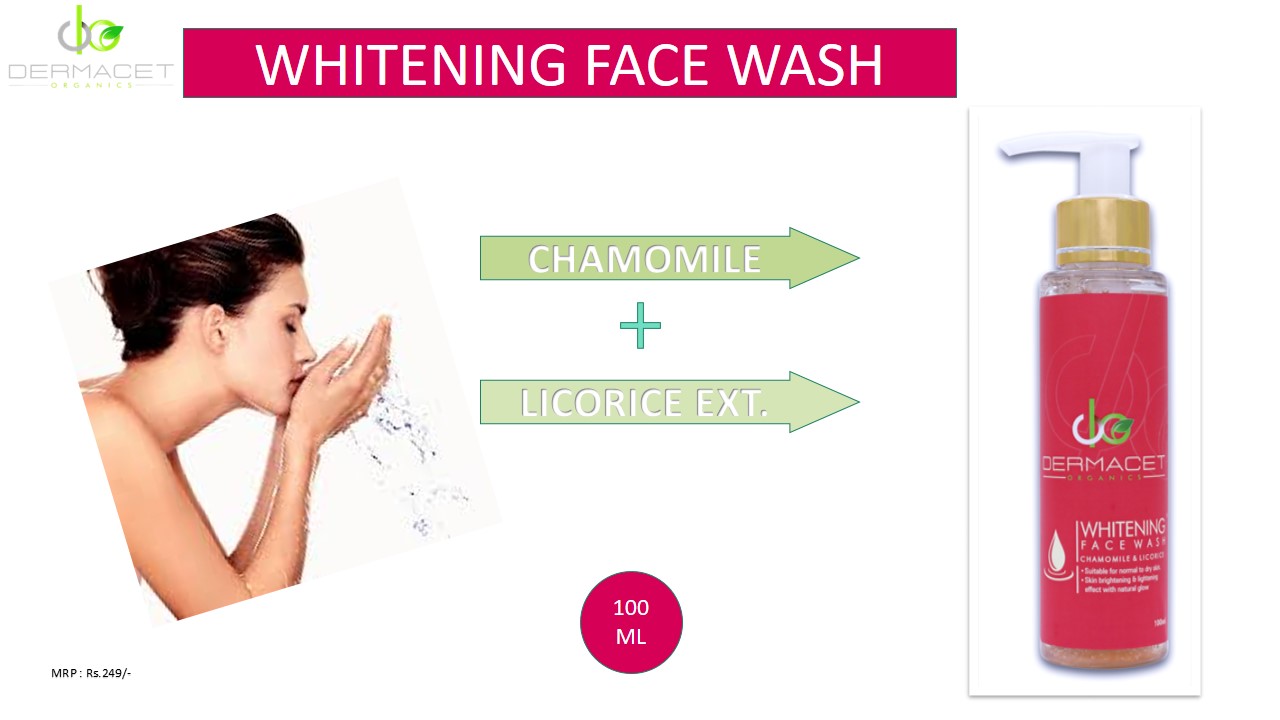 DERMACET
ORGANICS
WHITENING FACE WASH
CHAMOMILE
+
LICORICE EXT.
100
ML
MRP : Rs.249/-
DERMACET
ORGANICS
WHITENING
FACE WASH
CHAMOMILE & LICORICE
• Suitable for normal to dry skin.
• Skin brightening & lightening
effect with natural glow
100ml